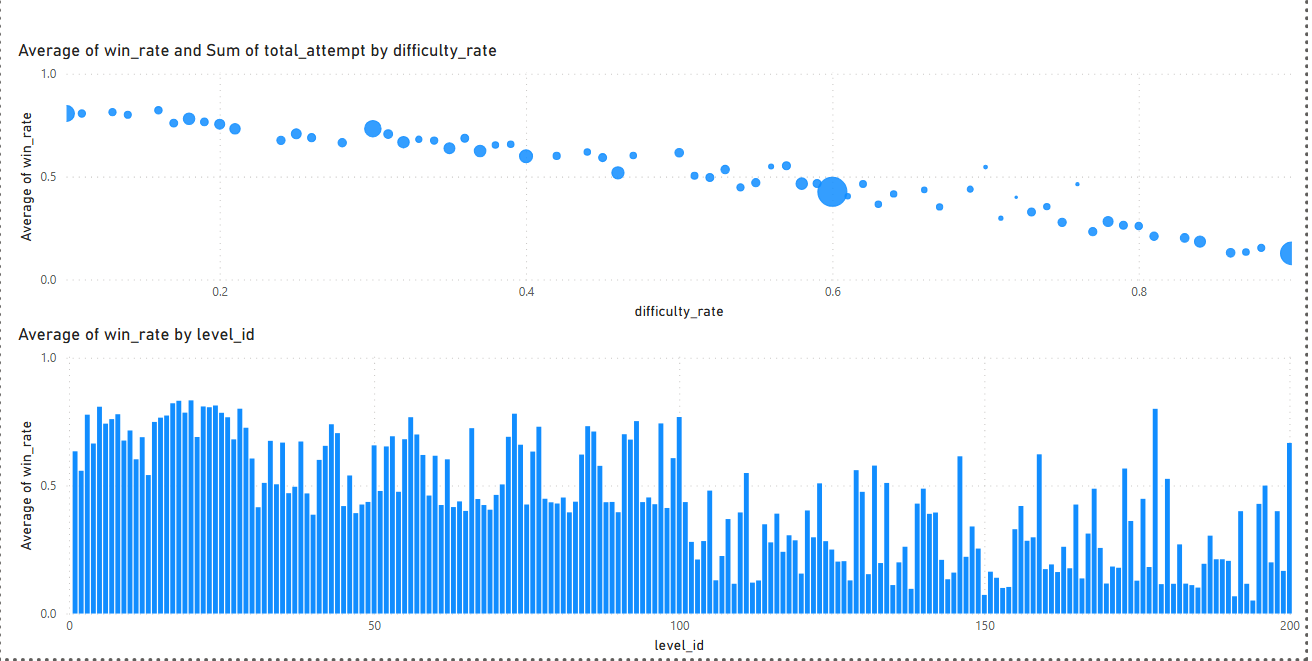 Average of win_rate and Sum of total_attempt by difficulty_rate
1.0
0.5
0.0
Average of win_rate
0.2 0.4 0.6 0.8
difficulty_rate
Average of win_rate by level_id
1.0
0.5
0.0
Average of win_rate
0 50 100 150 200
level_id